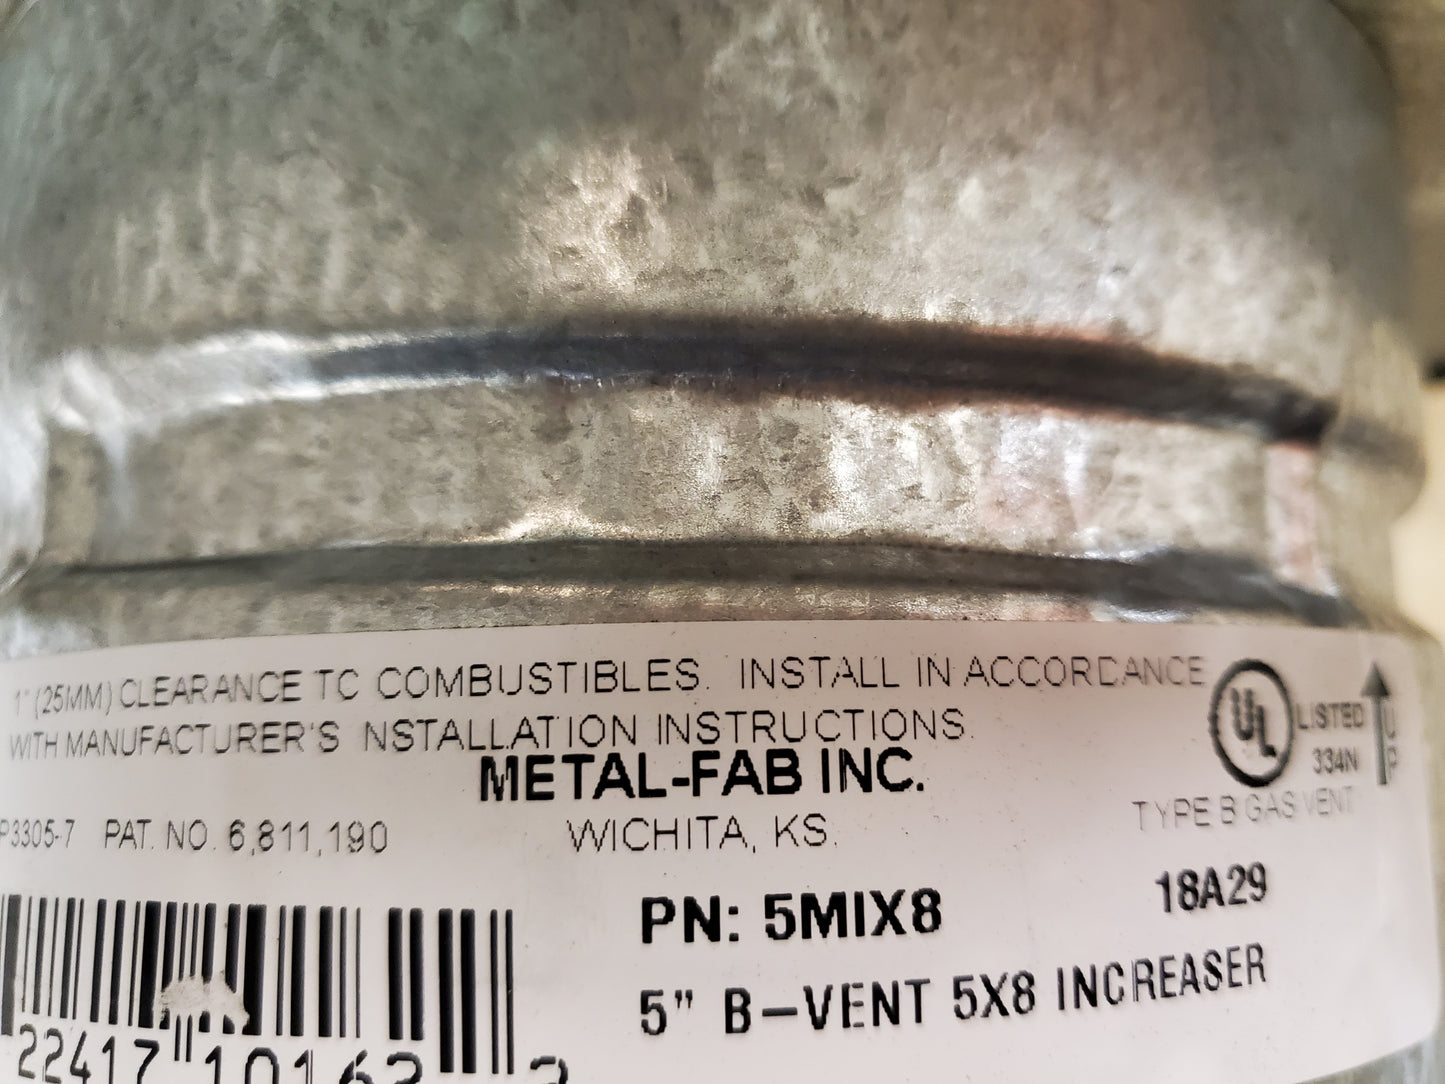 1" (25MM) CLEARANCE TC COMBUSTIBLES. INSTALL IN ACCORDANCE
WITH MANUFACTURER'S NSTALLATION INSTRUCTIONS.
METAL-FAB INC.
WICHITA, KS.
UL LISTED
334N
UP
TYPE B GAS VENT
P3305-7 PAT. NO. 6,811,190
18A29
PN: 5MIX8
5" B-VENT 5X8 INCREASER
22417